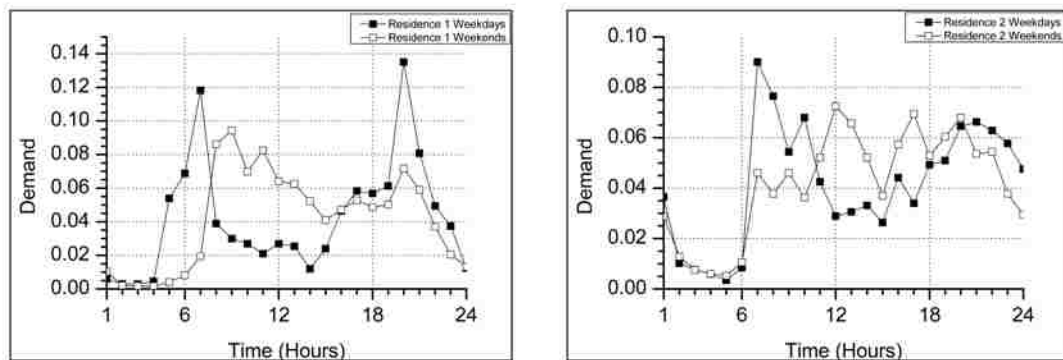 Residence 1 Weekdays
Residence 1 Weekends
0.14
0.12
0.10
0.08
0.06
0.04
0.02
0.00
Demand
1 6 12 18 24
Time (Hours)
Residence 2 Weekdays
Residence 2 Weekends
0.10
0.08
0.06
0.04
0.02
0.00
Demand
1 6 12 18 24
Time (Hours)